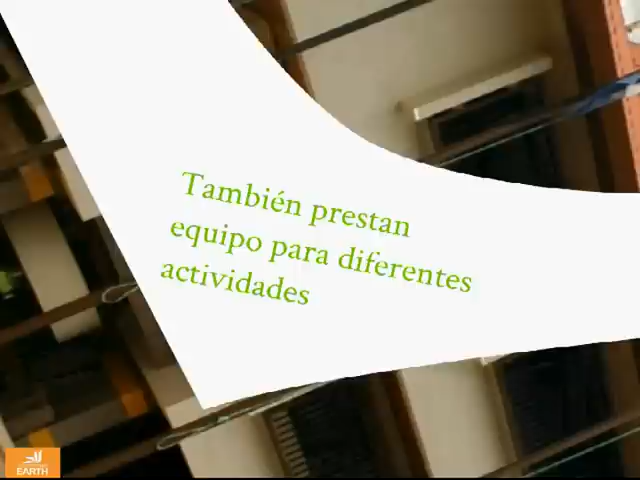 También prestan
equipo para diferentes
actividades
EARTH